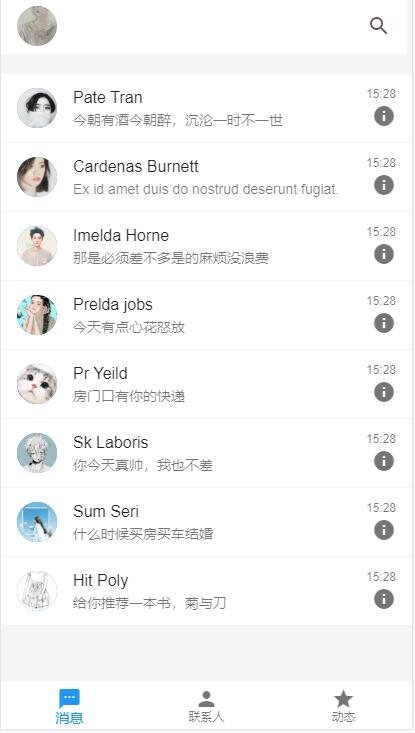 Pate Tran
15:28
今朝有酒今朝醉，沉沦一时不一世
Cardenas Burnett
15:28
Ex id amet duis do nostrud deserunt fugiat.
Imelda Horne
15:28
那是必须差不多是的麻烦没浪费
Prelda jobs
15:28
今天有点心花怒放
Pr Yeild
15:28
房门口有你的快递
Sk Laboris
15:28
你今天真帅，我也不差
Sum Seri
15:28
什么时候买房买车结婚
Hit Poly
15:28
给你推荐一本书，菊与刀
消息
联系人
动态